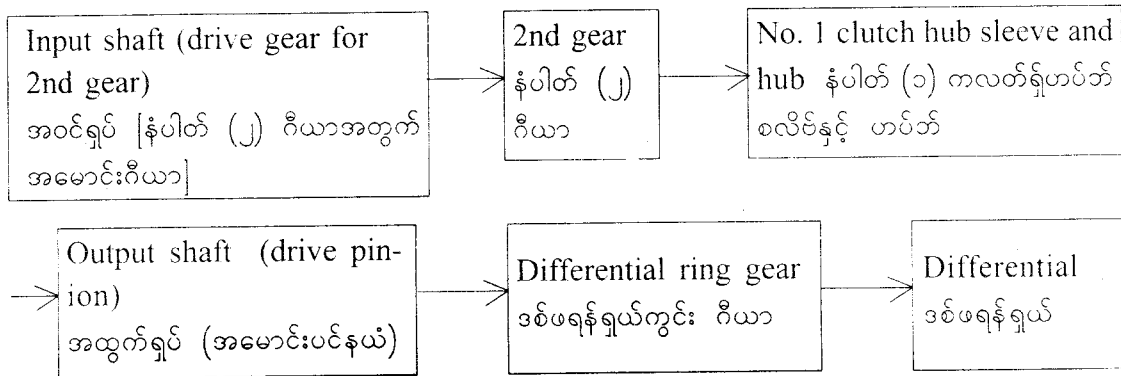 Input shaft (drive gear for
2nd gear)
အဝင်ရှပ် [နံပါတ် (၂) ဂီယာအတွက်
အမောင်းဂီယာ]
2nd gear
နံပါတ် (၂)
ဂီယာ
No. 1 clutch hub sleeve and
hub နံပါတ် (၁) ကလတ်ရှ်ဟပ်ဘ်
စလိဗ်နှင့် ဟပ်ဘ်
Output shaft (drive pin-
ion)
အထွက်ရှပ် (အမောင်းပင်နယံ)
Differential ring gear
ဒစ်ဖရန်ရှယ်ကွင်း ဂီယာ
Differential
ဒစ်ဖရန်ရှယ်